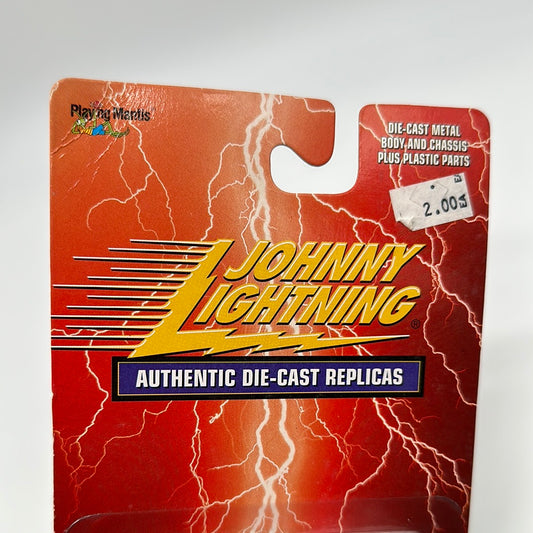 Playing Mantis
DIE-CAST METAL
BODY AND CHASSIS
PLUS PLASTIC PARTS
2.00 EA
JOHNNY
LIGHTNING®
AUTHENTIC DIE-CAST REPLICAS